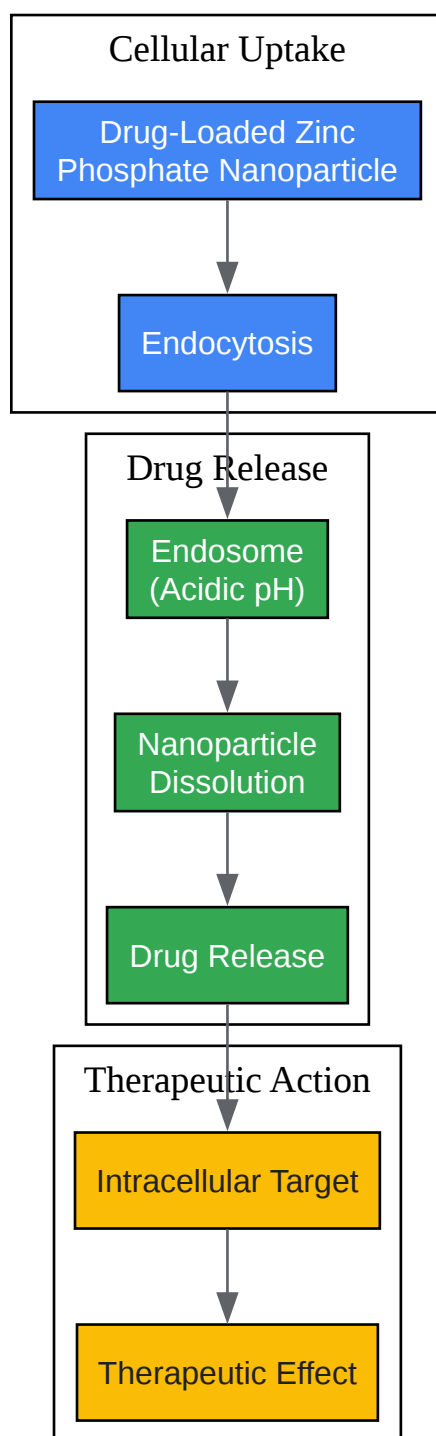 Cellular Uptake
Drug-Loaded Zinc
Phosphate Nanoparticle
Endocytosis
Drug Release
Endosome
(Acidic pH)
Nanoparticle
Dissolution
Drug Release
Therapeutic Action
Intracellular Target
Therapeutic Effect